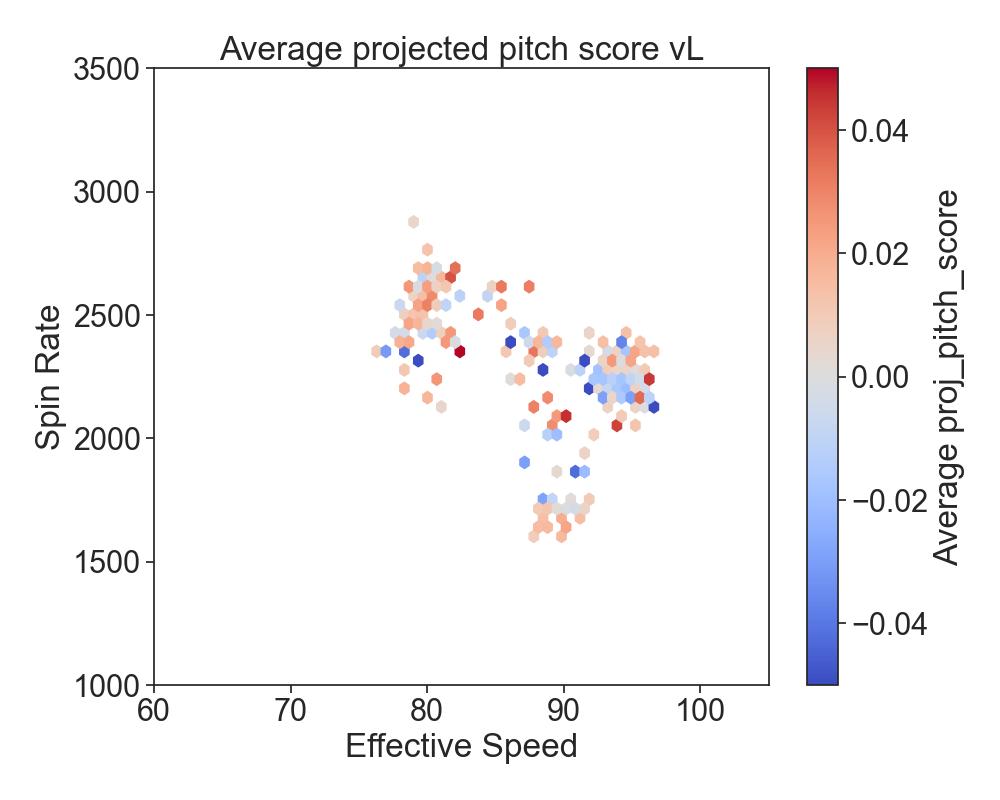 Average projected pitch score vL
3500
3000
2500
2000
1500
1000
Spin Rate
60 70 80 90 100
Effective Speed
0.04
0.02
0.00
−0.02
−0.04
Average proj_pitch_score